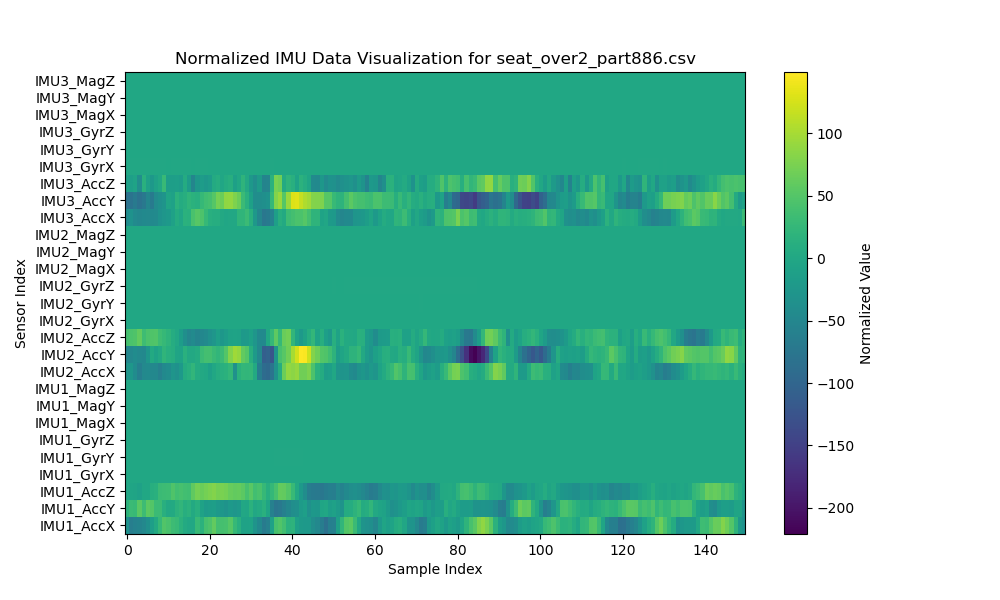 Normalized IMU Data Visualization for seat_over2_part886.csv
IMU3_MagZ
IMU3_MagY
IMU3_MagX
IMU3_GyrZ
IMU3_GyrY
IMU3_GyrX
IMU3_AccZ
IMU3_AccY
IMU3_AccX
IMU2_MagZ
IMU2_MagY
IMU2_MagX
IMU2_GyrZ
IMU2_GyrY
IMU2_GyrX
IMU2_AccZ
IMU2_AccY
IMU2_AccX
IMU1_MagZ
IMU1_MagY
IMU1_MagX
IMU1_GyrZ
IMU1_GyrY
IMU1_GyrX
IMU1_AccZ
IMU1_AccY
IMU1_AccX
Sensor Index
0 20 40 60 80 100 120 140
Sample Index
100
50
0
−50
−100
−150
−200
Normalized Value